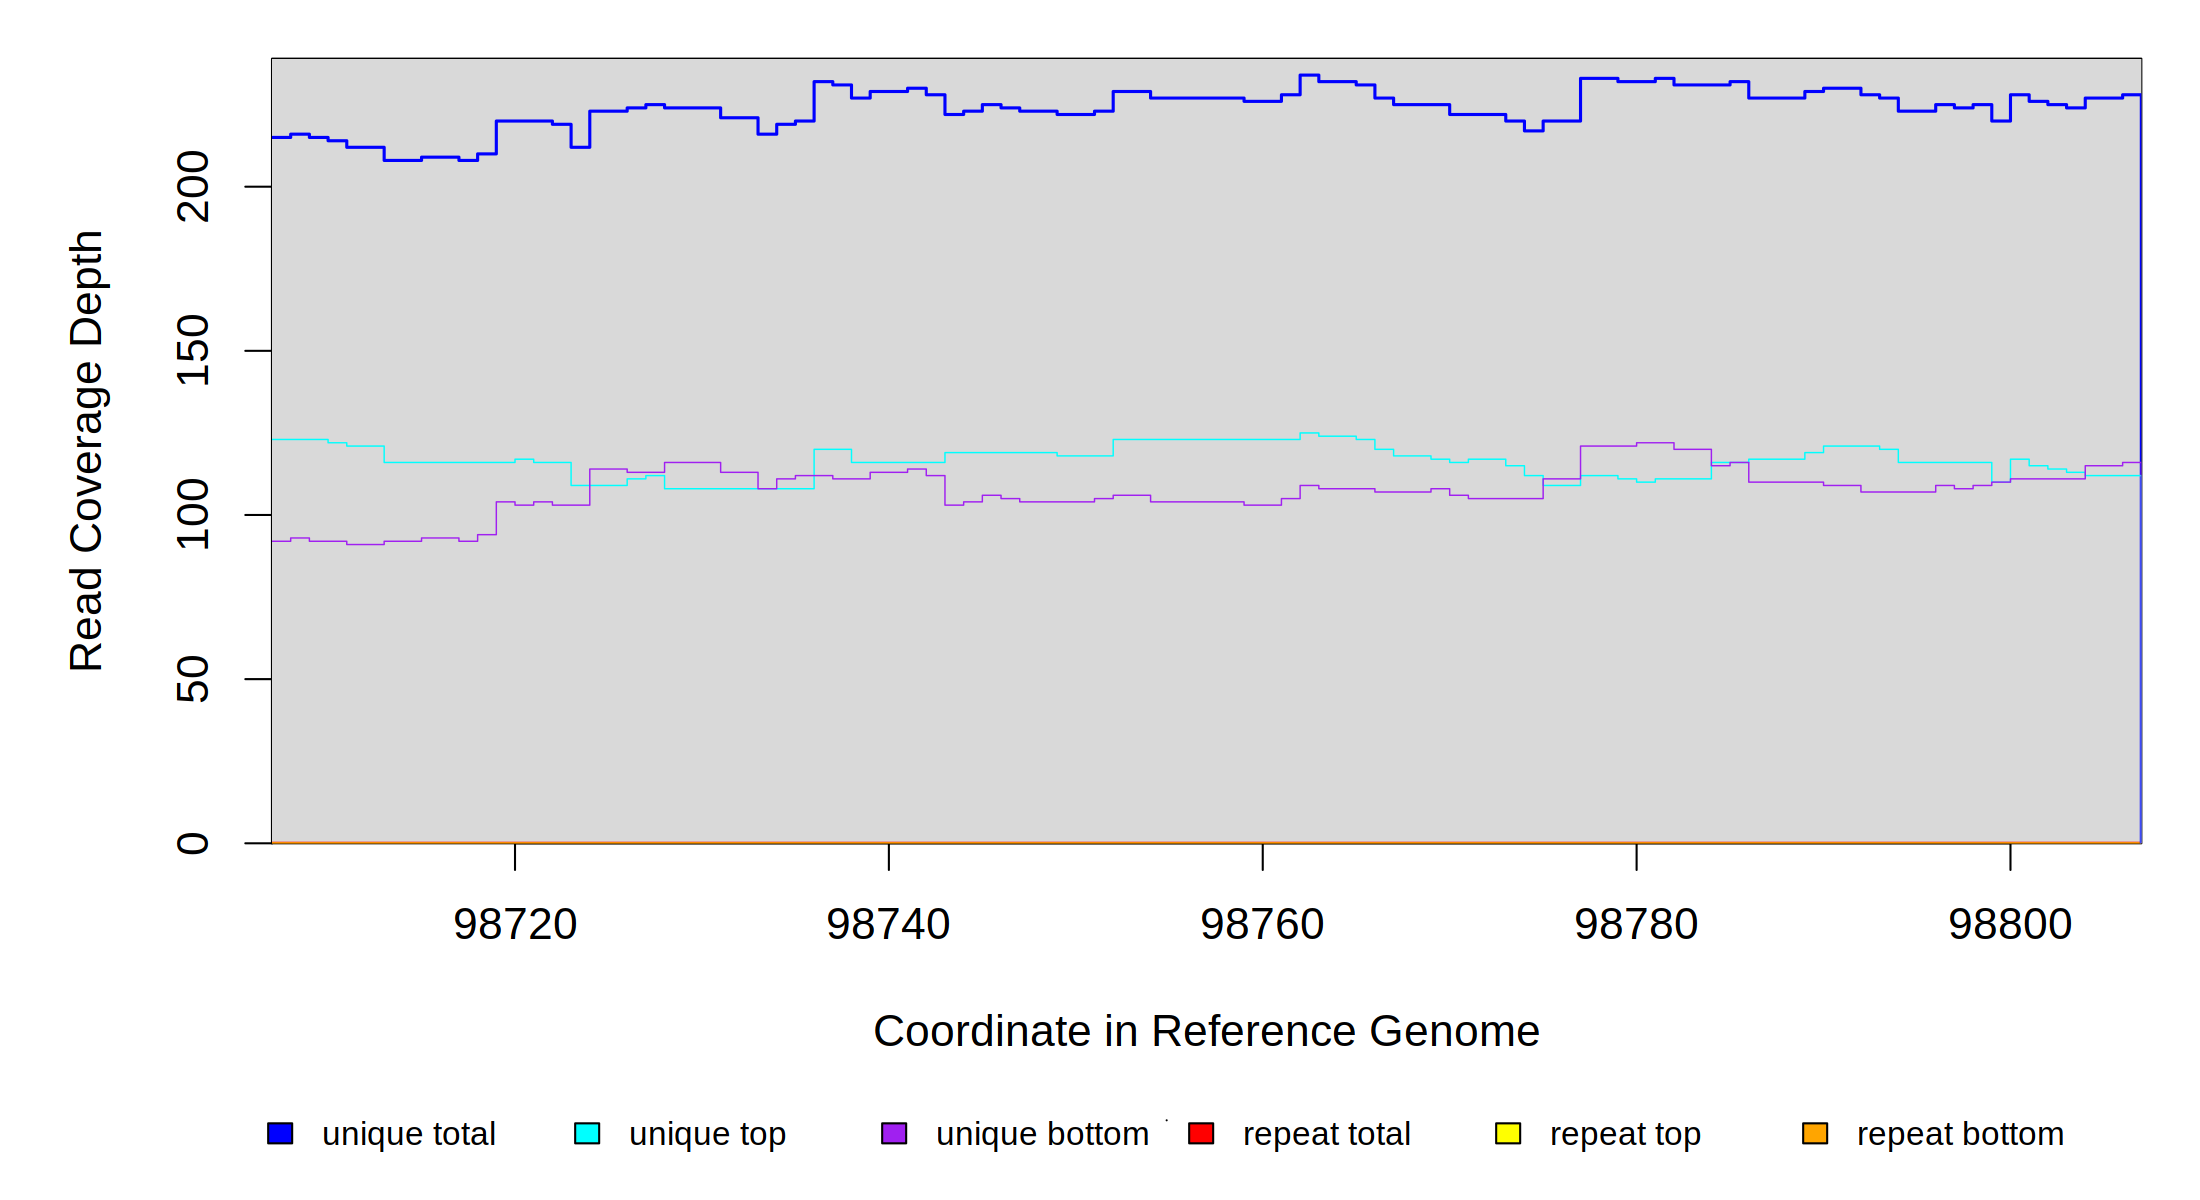 Read Coverage Depth
200
150
100
50
0
98720 98740 98760 98780 98800
Coordinate in Reference Genome
unique total unique top unique bottom repeat total repeat top repeat bottom